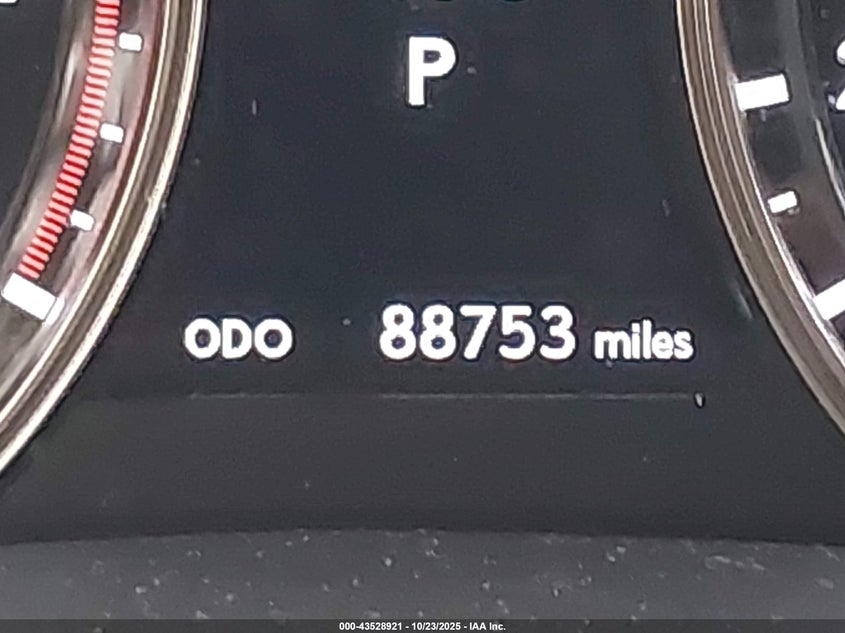 P
ODO 88753 miles
000-43528921 - 10/23/2025 - IAA Inc.